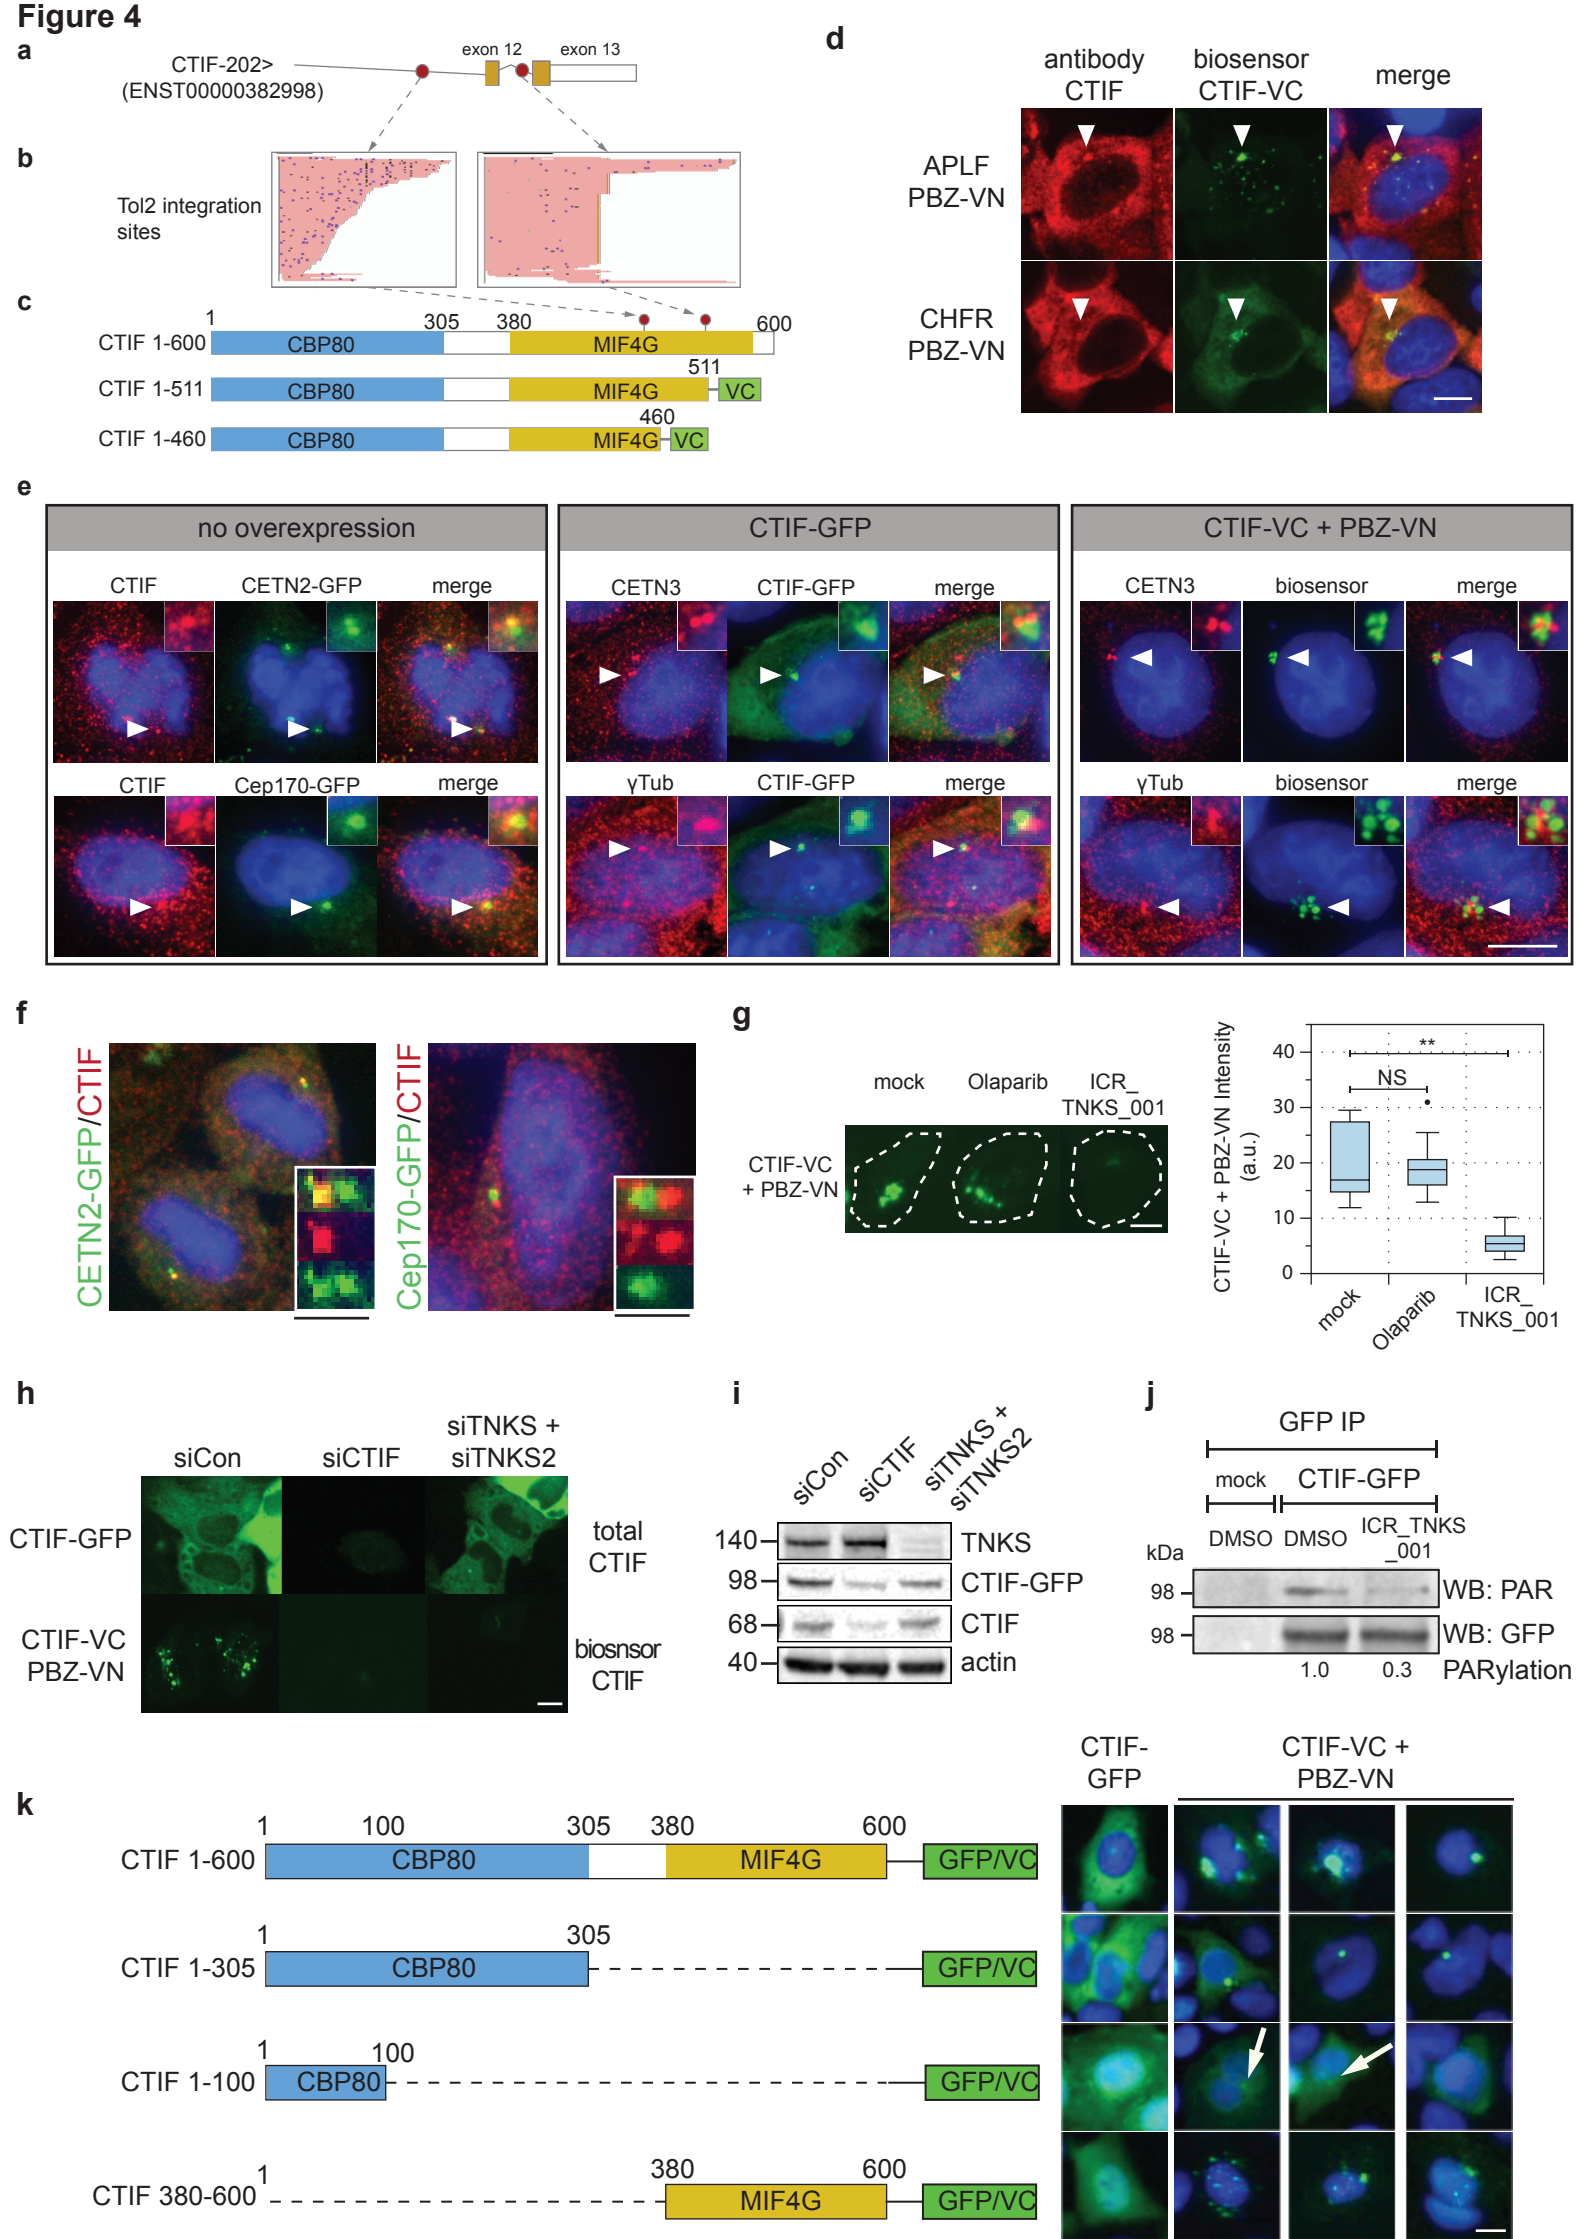 Figure 4
a
CTIF-202>
(ENST00000382998)
exon 12
exon 13
b
Tol2 integration
sites
c
1
305
380
600
CTIF 1-600
CBP80
MIF4G
511
CTIF 1-511
CBP80
MIF4G
VC
460
CTIF 1-460
CBP80
MIF4G
VC
d
antibody
CTIF
biosensor
CTIF-VC
merge
APLF
PBZ-VN
CHFR
PBZ-VN
e
no overexpression
CTIF
CETN2-GFP
merge
CTIF
Cep170-GFP
merge
CTIF-GFP
CETN3
CTIF-GFP
merge
γTub
CTIF-GFP
merge
CTIF-VC + PBZ-VN
CETN3
biosensor
merge
γTub
biosensor
merge
f
CETN2-GFP/CTIF
Cep170-GFP/CTIF
g
mock
Olaparib
ICR_
TNKS_001
CTIF-VC
+ PBZ-VN
CTIF-VC + PBZ-VN Intensity
(a.u.)
40
30
20
10
0
**
NS
mock
Olaparib
ICR_
TNKS_001
h
siCon
siCTIF
siTNKS +
siTNKS2
CTIF-GFP
total
CTIF
CTIF-VC
PBZ-VN
biosnsor
CTIF
i
siCon
siCTIF
siTNKS +
siTNKS2
140
TNKS
98
CTIF-GFP
68
CTIF
40
actin
j
GFP IP
mock
CTIF-GFP
DMSO
DMSO
ICR_TNKS
_001
kDa
98
WB: PAR
98
WB: GFP
1.0
0.3
PARylation
k
CTIF-
GFP
CTIF-VC +
PBZ-VN
1
100
305
380
600
CTIF 1-600
CBP80
MIF4G
GFP/VC
1
305
CTIF 1-305
CBP80
GFP/VC
1
100
CTIF 1-100
CBP80
GFP/VC
1
380
600
CTIF 380-600
MIF4G
GFP/VC